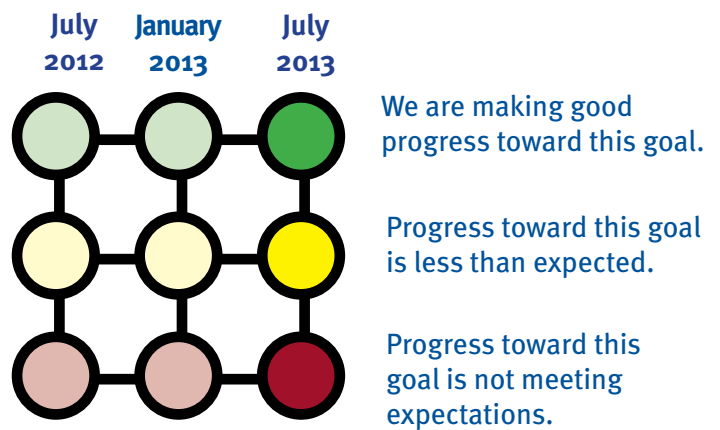 July January July
2012 2013 2013
We are making good
progress toward this goal.
Progress toward this goal
is less than expected.
Progress toward this
goal is not meeting
expectations.